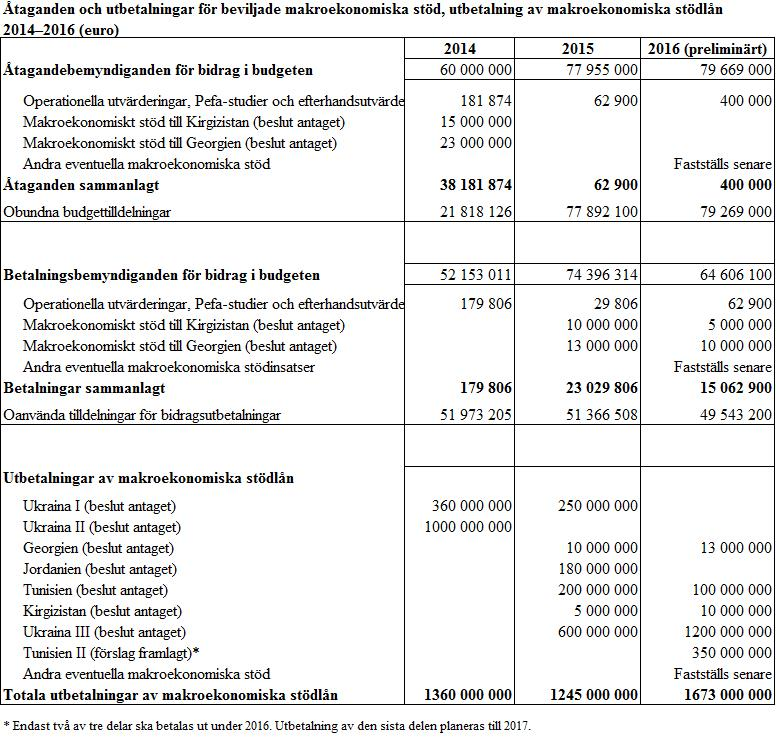 Åtaganden och utbetalningar för beviljade makroekonomiska stöd, utbetalning av makroekonomiska stödlån
2014–2016 (euro)
2014 2015 2016 (preliminärt)
Åtagandebemyndiganden för bidrag i budgeten 60 000 000 77 955 000 79 669 000
Operationella utvärderingar, Pefa-studier och efterhandsutvärde 181 874 62 900 400 000
Makroekonomiskt stöd till Kirgizistan (beslut antaget) 15 000 000
Makroekonomiskt stöd till Georgien (beslut antaget) 23 000 000
Andra eventuella makroekonomiska stöd Fastställs senare
Åtaganden sammanlagt 38 181 874 62 900 400 000
Obundna budgettilldelningar 21 818 126 77 892 100 79 269 000
Betalningsbemyndiganden för bidrag i budgeten 52 153 011 74 396 314 64 606 100
Operationella utvärderingar, Pefa-studier och efterhandsutvärde 179 806 29 806 62 900
Makroekonomiskt stöd till Kirgizistan (beslut antaget) 10 000 000 5 000 000
Makroekonomiskt stöd till Georgien (beslut antaget) 13 000 000 10 000 000
Andra eventuella makroekonomiska stödinsatser Fastställs senare
Betalningar sammanlagt 179 806 23 029 806 15 062 900
Oanvända tilldelningar för bidragsutbetalningar 51 973 205 51 366 508 49 543 200
Utbetalningar av makroekonomiska stödlån
Ukraina I (beslut antaget) 360 000 000 250 000 000
Ukraina II (beslut antaget) 1000 000 000
Georgien (beslut antaget) 10 000 000 13 000 000
Jordanien (beslut antaget) 180 000 000
Tunisien (beslut antaget) 200 000 000 100 000 000
Kirgizistan (beslut antaget) 5 000 000 10 000 000
Ukraina III (beslut antaget) 600 000 000 1200 000 000
Tunisien II (förslag framlagt)* 350 000 000
Andra eventuella makroekonomiska stöd Fastställs senare
Totala utbetalningar av makroekonomiska stödlån 1360 000 000 1245 000 000 1673 000 000
* Endast två av tre delar ska betalas ut under 2016. Utbetalning av den sista delen planeras till 2017.